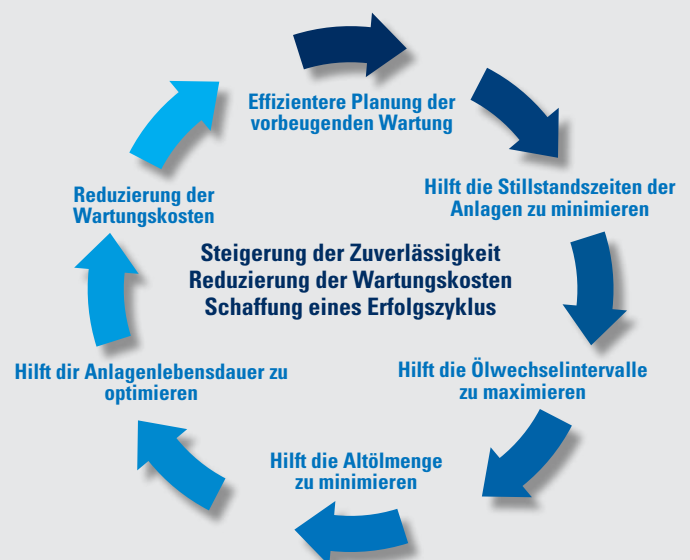 Effizientere Planung der
vorbeugenden Wartung
Hilft die Stillstandszeiten der
Anlagen zu minimieren
Hilft die Ölwechselintervalle
zu maximieren
Hilft die Altölmenge
zu minimieren
Hilft dir Anlagenlebensdauer zu
optimieren
Reduzierung der
Wartungskosten
Steigerung der Zuverlässigkeit
Reduzierung der Wartungskosten
Schaffung eines Erfolgszyklus